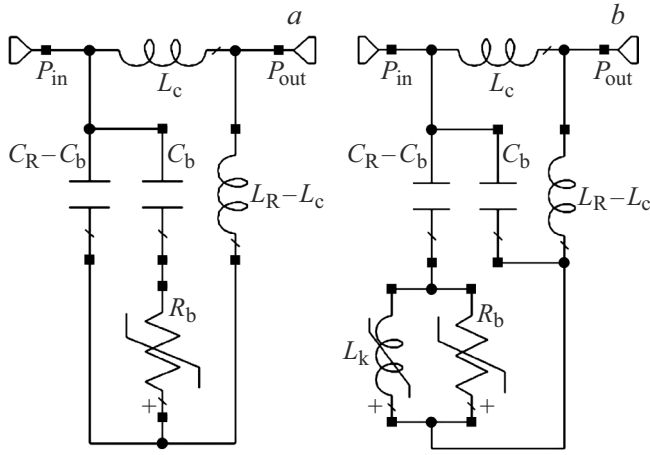 a
b
P_in
L_c
P_out
P_in
L_c
P_out
C_R−C_b
C_b
L_R−L_c
C_R−C_b
C_b
L_R−L_c
R_b
+
L_k
R_b
+
+